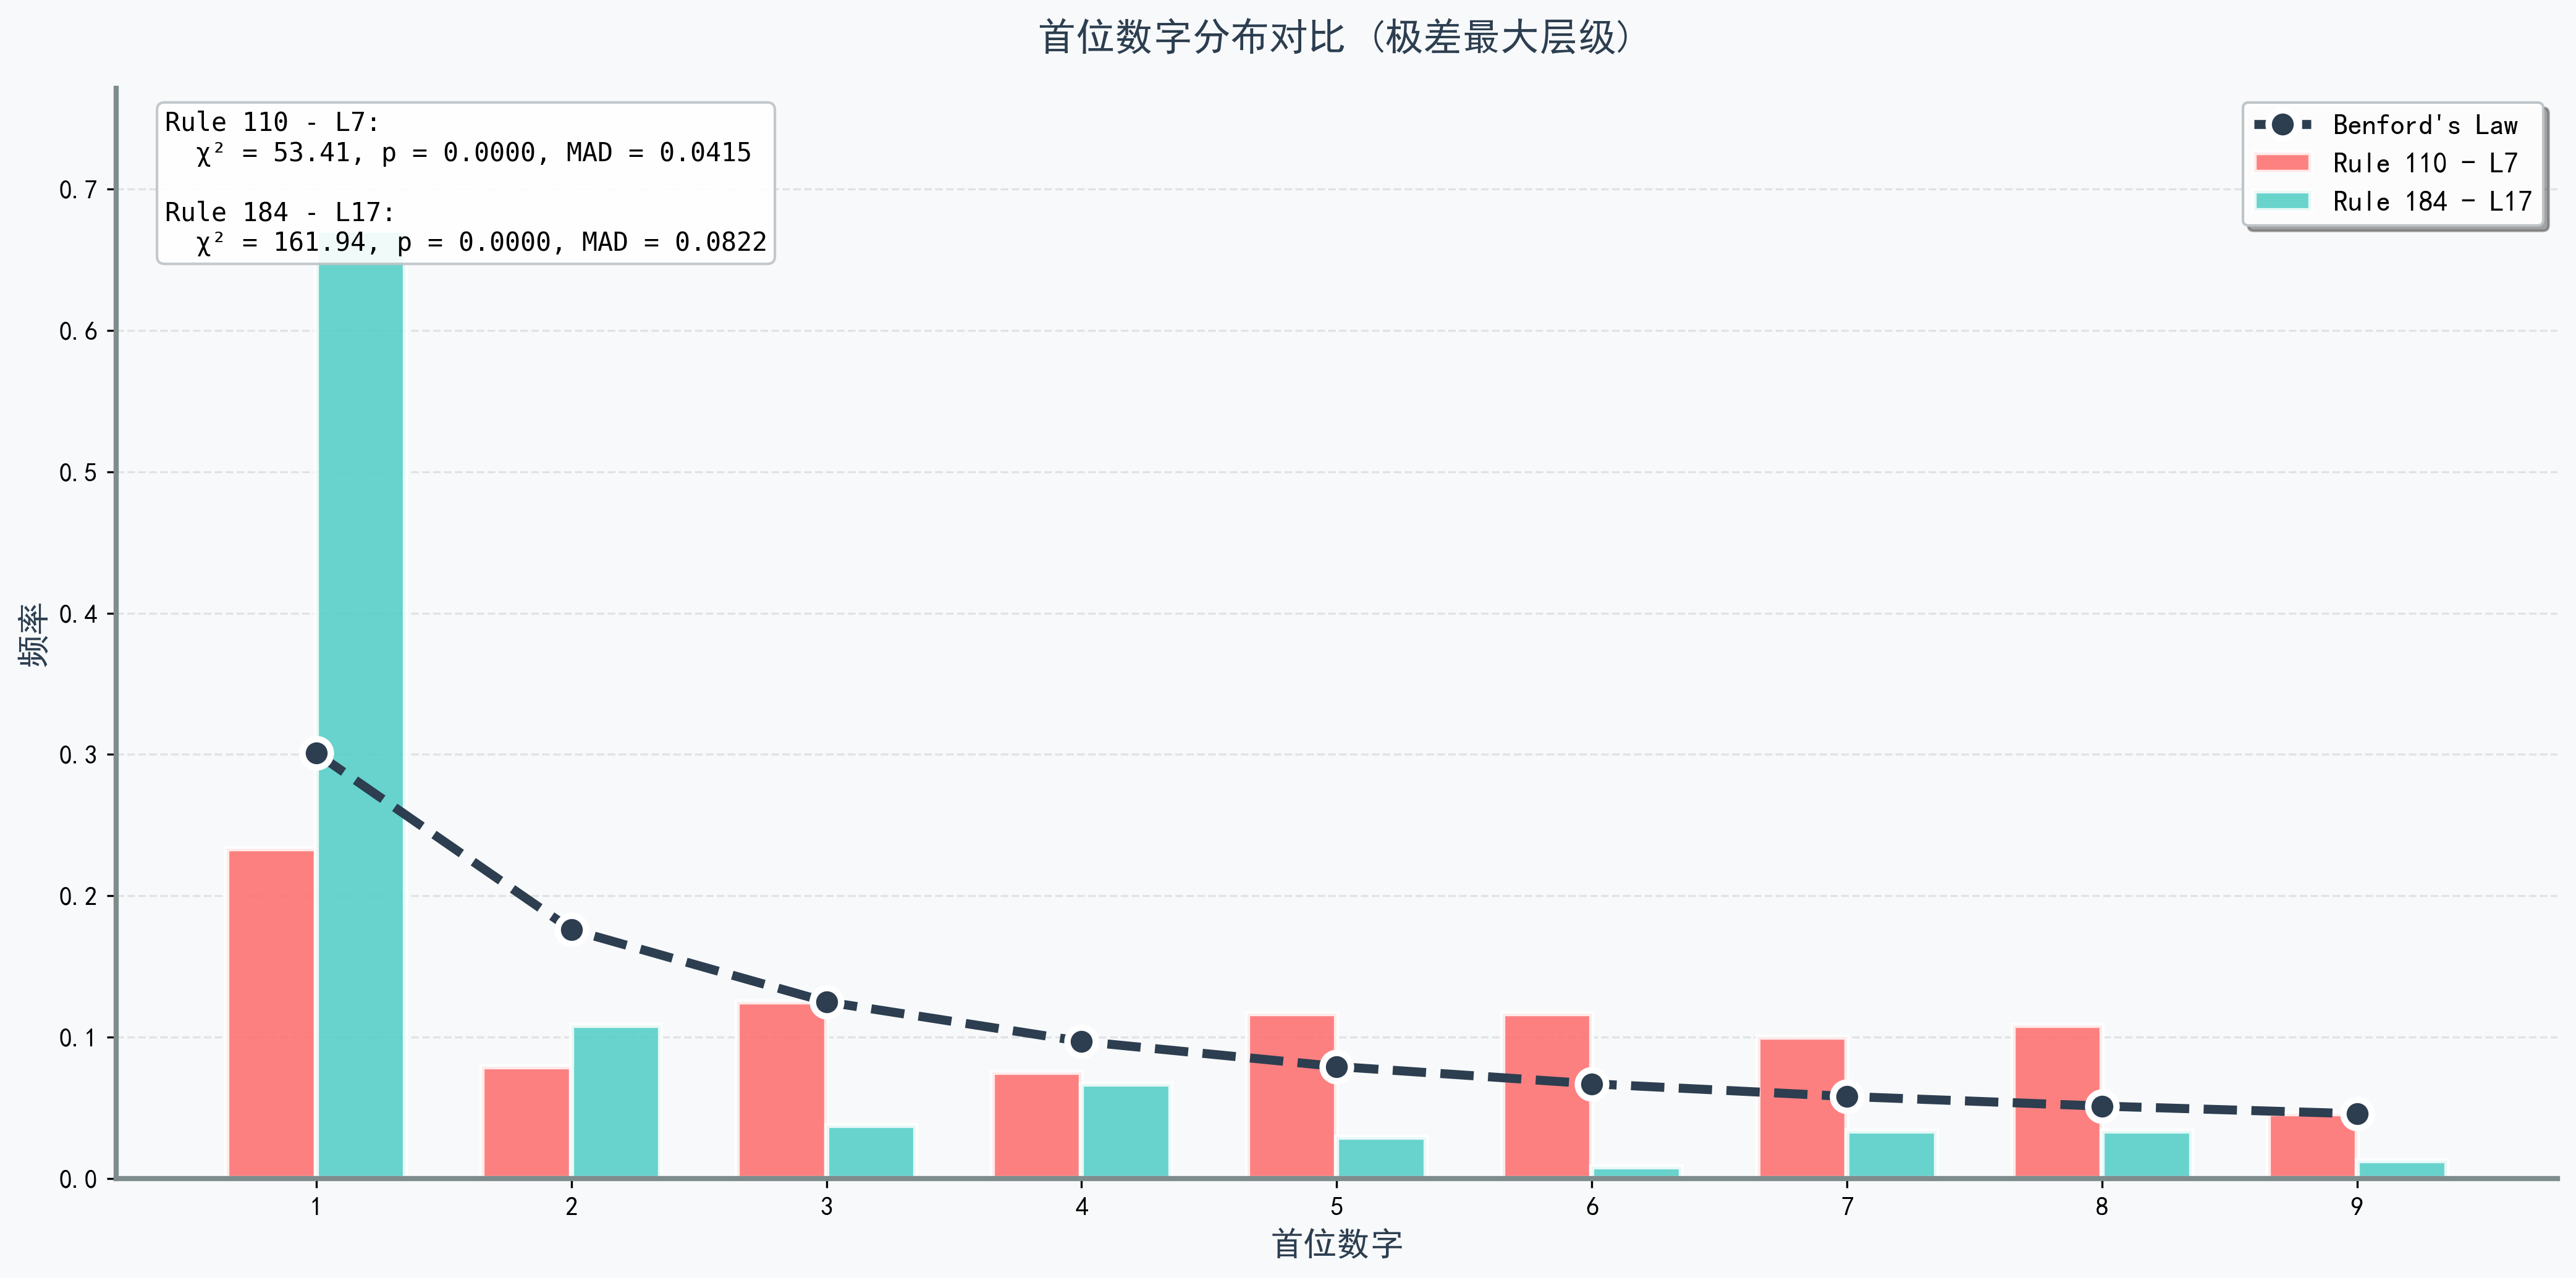 首位数字分布对比 (极差最大层级)
Rule 110 - L7:
χ² = 53.41, p = 0.0000, MAD = 0.0415
Rule 184 - L17:
χ² = 161.94, p = 0.0000, MAD = 0.0822
Benford's Law
Rule 110 - L7
Rule 184 - L17
频率
0.7
0.6
0.5
0.4
0.3
0.2
0.1
0.0
1 2 3 4 5 6 7 8 9
首位数字